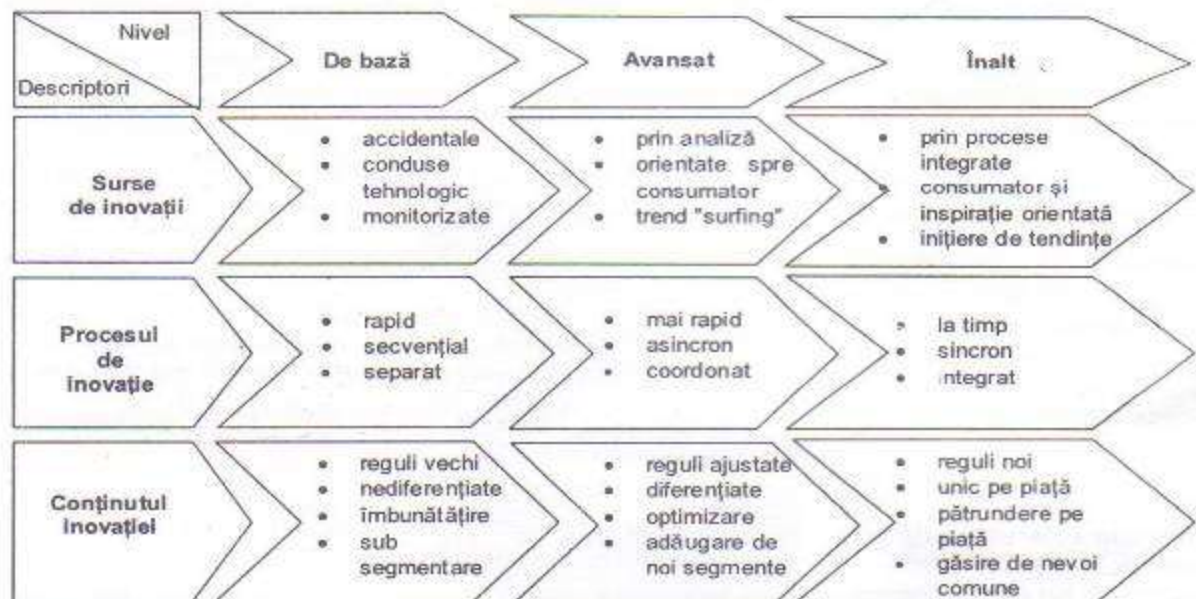 Nivel
Descriptori
De bază
Avansat
Înalt
Surse
de inovații
• accidentale
• conduse
tehnologic
• monitorizate
• prin analiză
• orientate spre
consumator
• trend "surfing"
• prin procese
integrate
• consumator și
inspirație orientată
• inițiere de tendințe
Procesul
de
inovație
• rapid
• secvențial
• separat
• mai rapid
• asincron
• coordonat
• la timp
• sincron
• integrat
Conținutul
inovației
• reguli vechi
• nediferențiate
• îmbunătățire
• sub
segmentare
• reguli ajustate
• diferențiate
• optimizare
• adăugare de
noi segmente
• reguli noi
• unic pe piață
• pătrundere pe
piață
• găsire de nevoi
comune